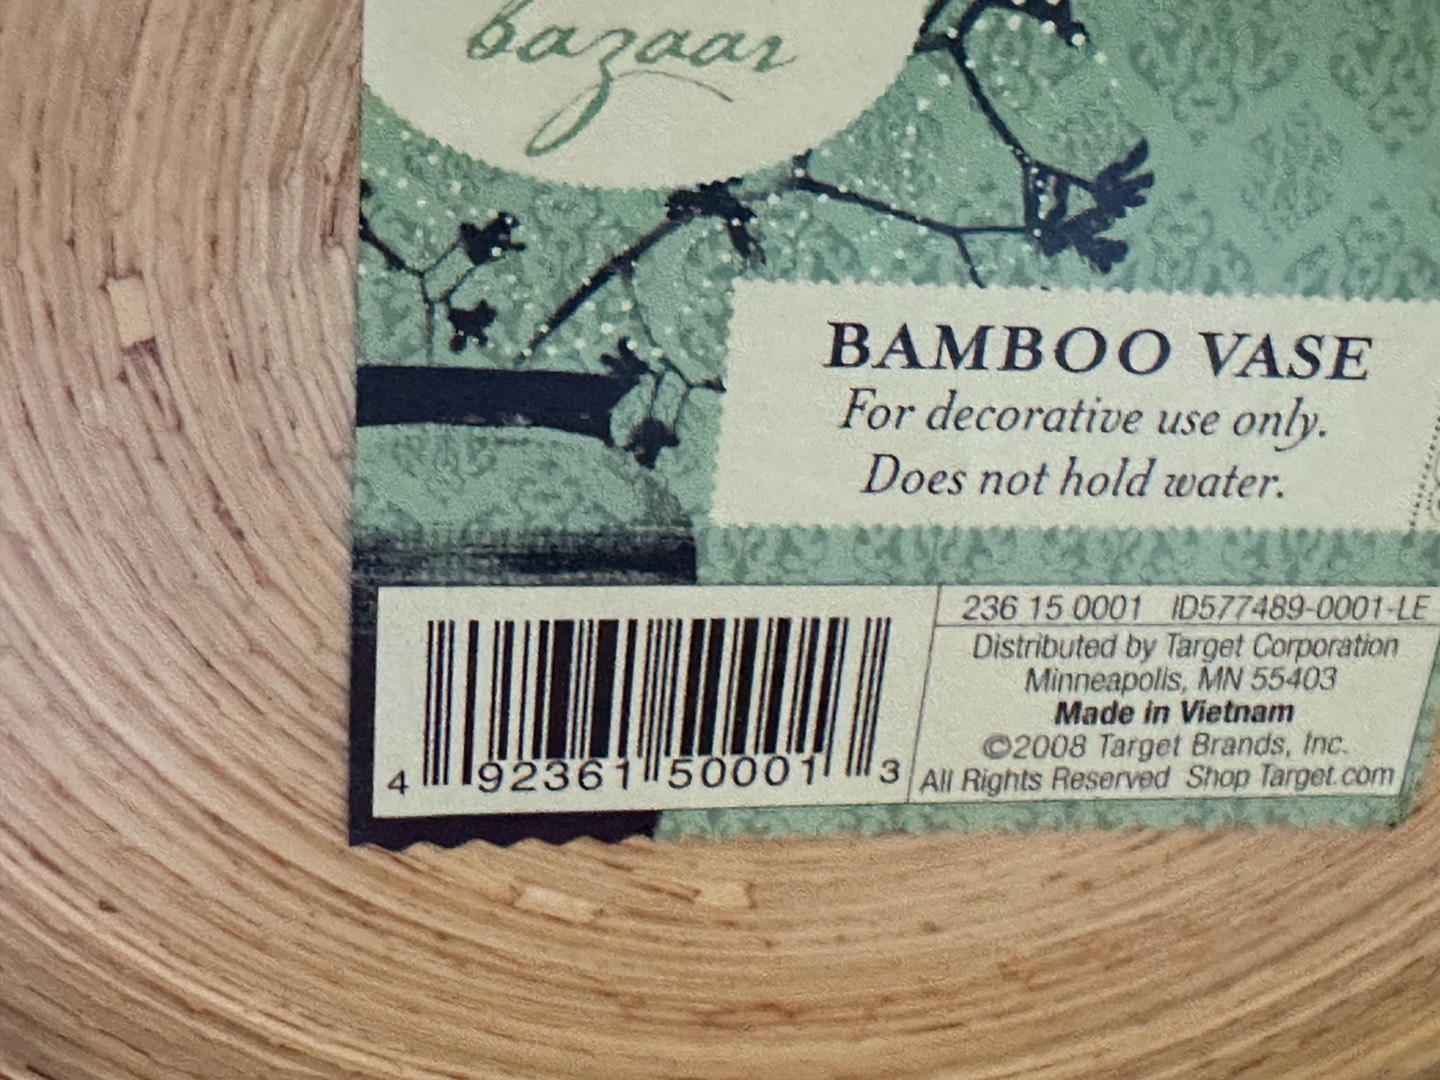 bazaar
BAMBOO VASE
For decorative use only.
Does not hold water.
236 15 0001 ID577489-0001-LE
Distributed by Target Corporation
Minneapolis, MN 55403
Made in Vietnam
©2008 Target Brands, Inc.
All Rights Reserved Shop Target.com
4 92361 50001 3